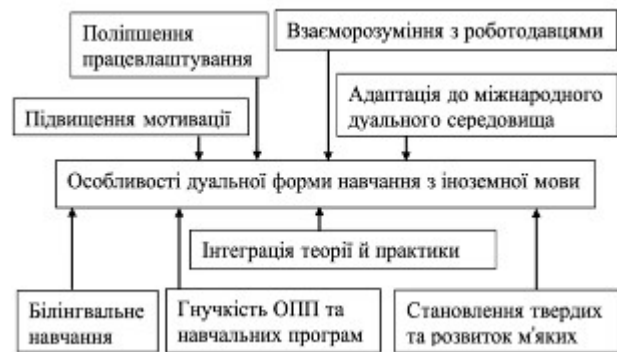 Поліпшення
працевлаштування
Взаєморозуміння з роботодавцями
Підвищення мотивації
Адаптація до міжнародного
дуального середовища
Особливості дуальної форми навчання з іноземної мови
Інтеграція теорії й практики
Білінгвальне
навчання
Гнучкість ОПП та
навчальних програм
Становлення твердих
та розвиток м'яких